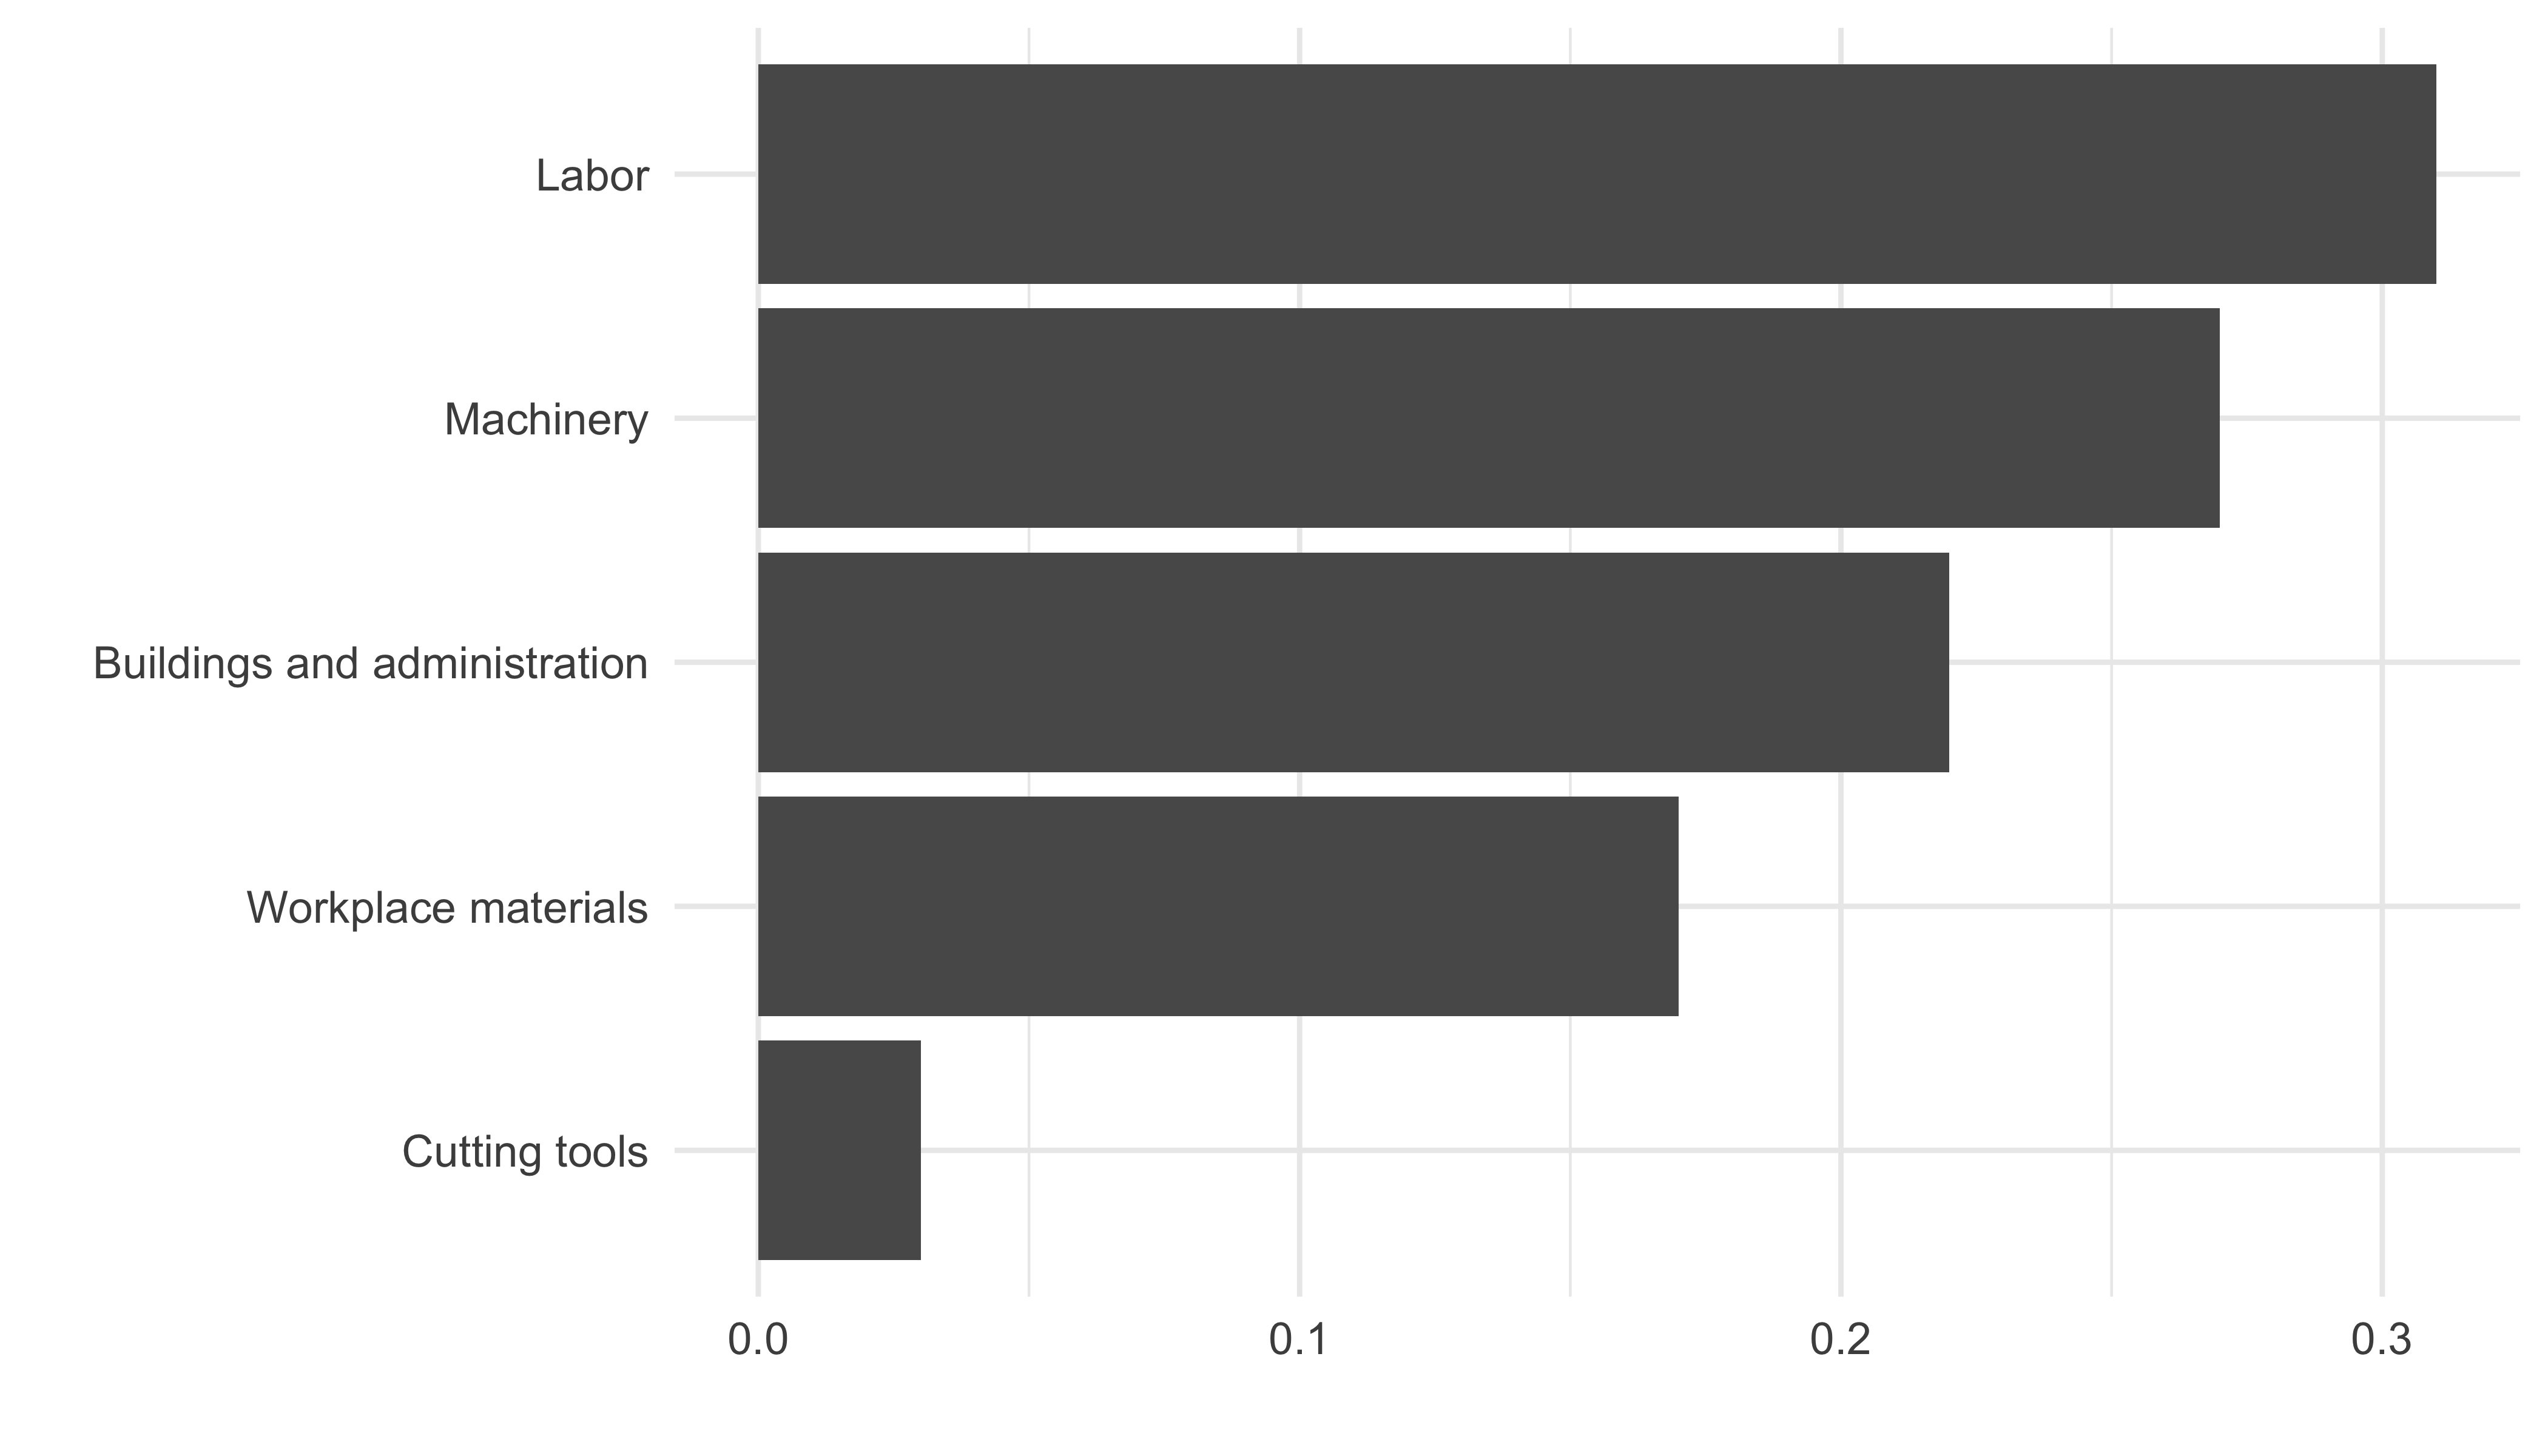 Labor
Machinery
Buildings and administration
Workplace materials
Cutting tools
0.0 0.1 0.2 0.3